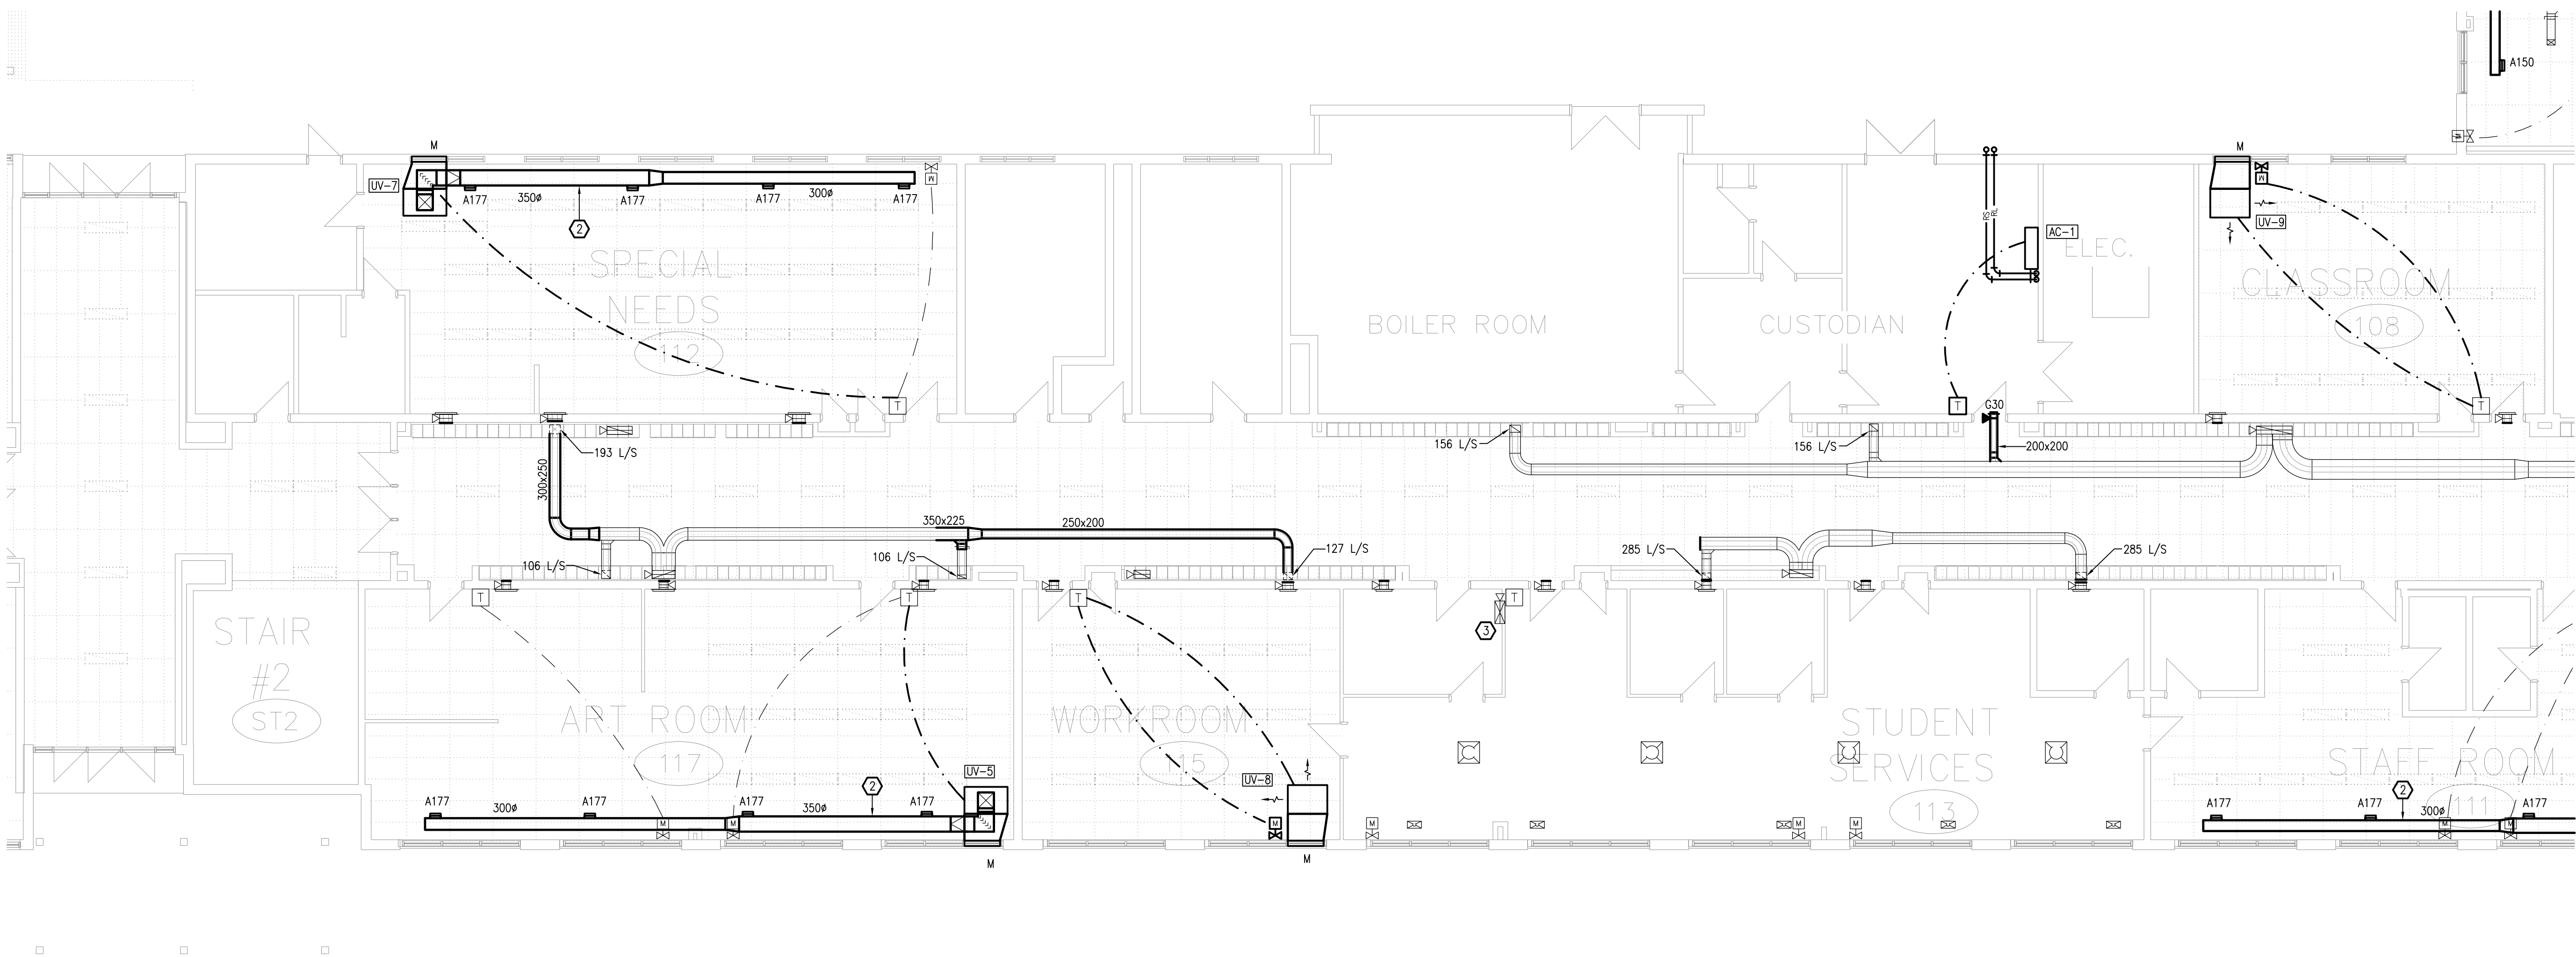 A150
M
M
UV-7
A177
350ø
A177
A177
300ø
A177
M
2
M
UV-9
RS
RL
AC-1
ELEC.
SPECIAL
NEEDS
112
CLASSROOM
108
BOILER ROOM
CUSTODIAN
T
T
G30
T
193 L/S
156 L/S
156 L/S
200x200
300x250
350x225
250x200
106 L/S
106 L/S
127 L/S
285 L/S
285 L/S
T
T
T
T
3
STAIR
#2
ST2
ART ROOM
117
WORKROOM
115
STUDENT
SERVICES
113
STAFF ROOM
111
UV-5
UV-8
2
2
A177
300ø
A177
A177
350ø
A177
A177
A177
300ø
A177
M
M
M
M
M
M
M
M
M
M